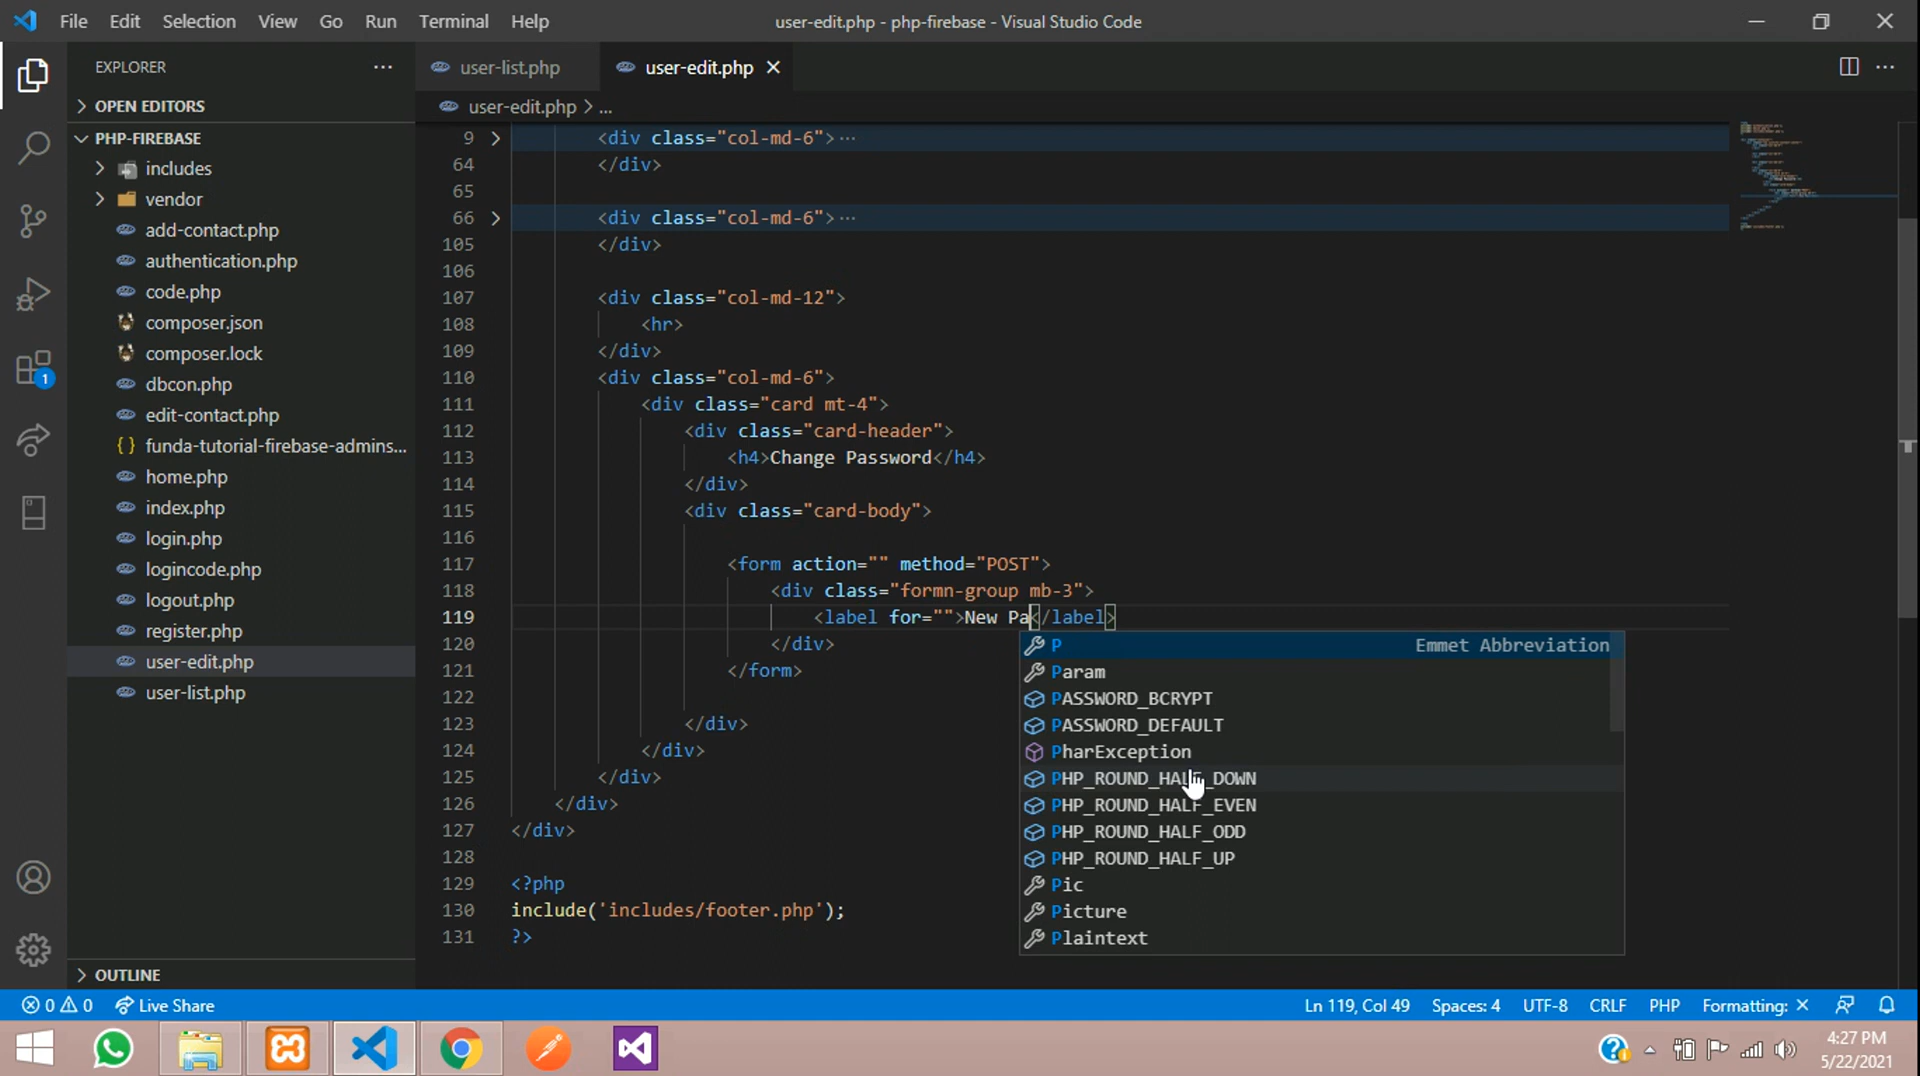 File Edit Selection View Go Run Terminal Help
user-edit.php - php-firebase - Visual Studio Code
EXPLORER
OPEN EDITORS
PHP-FIREBASE
includes
vendor
add-contact.php
authentication.php
code.php
composer.json
composer.lock
dbcon.php
edit-contact.php
funda-tutorial-firebase-admins...
home.php
index.php
login.php
logincode.php
logout.php
register.php
user-edit.php
user-list.php
OUTLINE
1
user-list.php
user-edit.php
user-edit.php > ...
9 <div class="col-md-6"> ...
64 </div>
65
66 <div class="col-md-6"> ...
105 </div>
106
107 <div class="col-md-12">
108 <hr>
109 </div>
110 <div class="col-md-6">
111 <div class="card mt-4">
112 <div class="card-header">
113 <h4>Change Password</h4>
114 </div>
115 <div class="card-body">
116
117 <form action="" method="POST">
118 <div class="formn-group mb-3">
119 <label for="">New Pa</label>
120 </div>
121 </form>
122
123 </div>
124 </div>
125 </div>
126 </div>
127 </div>
128
129 <?php
130 include('includes/footer.php');
131 ?>
P Emmet Abbreviation
Param
PASSWORD_BCRYPT
PASSWORD_DEFAULT
PharException
PHP_ROUND_HALF_DOWN
PHP_ROUND_HALF_EVEN
PHP_ROUND_HALF_ODD
PHP_ROUND_HALF_UP
Pic
Picture
Plaintext
0 0 Live Share
Ln 119, Col 49 Spaces: 4 UTF-8 CRLF PHP Formatting: ×
4:27 PM
5/22/2021